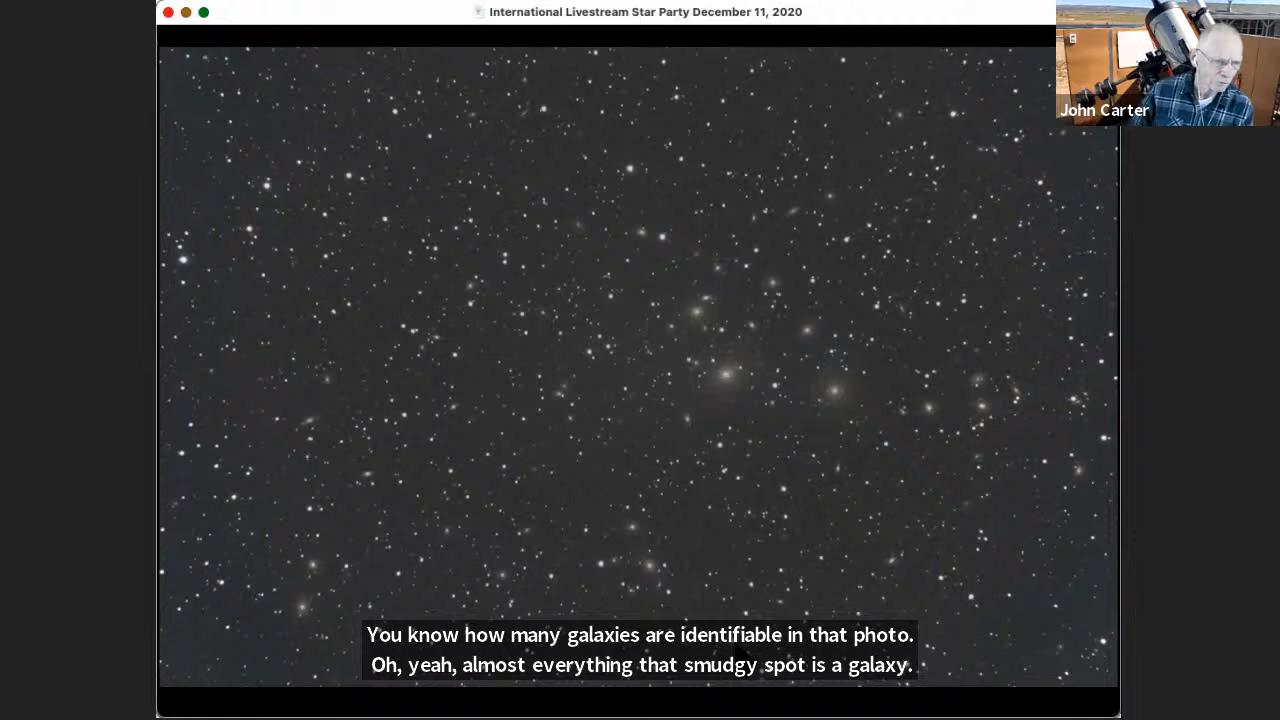 International Livestream Star Party December 11, 2020
John Carter
You know how many galaxies are identifiable in that photo.
Oh, yeah, almost everything that smudgy spot is a galaxy.